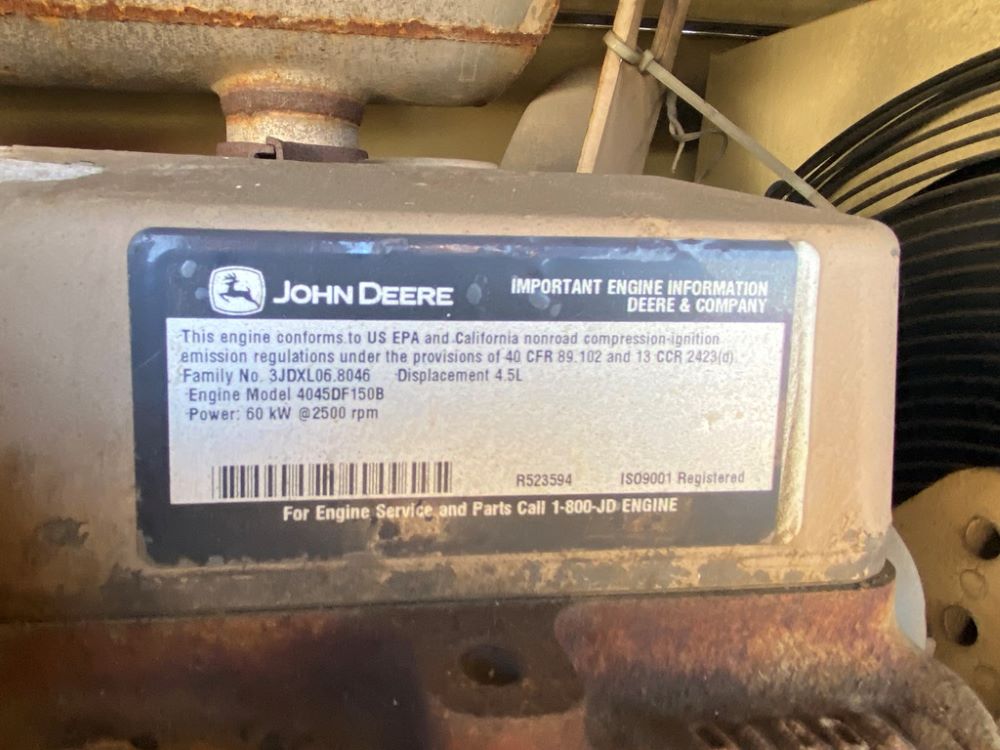 JOHN DEERE
IMPORTANT ENGINE INFORMATION
DEERE & COMPANY
This engine conforms to US EPA and California nonroad compression-ignition
emission regulations under the provisions of 40 CFR 89.102 and 13 CCR 2423(d)
Family No. 3JDXL06.8046 Displacement 4.5L
Engine Model 4045DF150B
Power: 60 kW @2500 rpm
R523594 ISO9001 Registered
For Engine Service and Parts Call 1-800-JD ENGINE